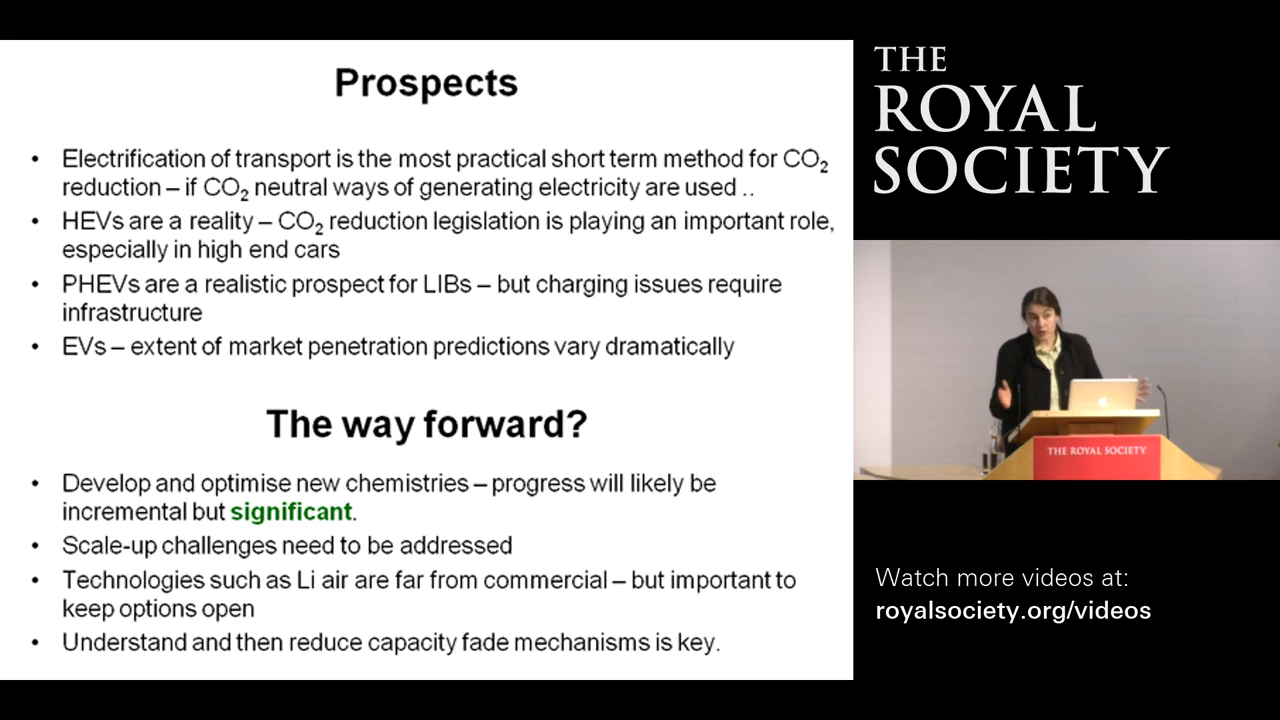 Prospects
• Electrification of transport is the most practical short term method for CO₂
reduction – if CO₂ neutral ways of generating electricity are used ..
• HEVs are a reality – CO₂ reduction legislation is playing an important role,
especially in high end cars
• PHEVs are a realistic prospect for LIBs – but charging issues require
infrastructure
• EVs – extent of market penetration predictions vary dramatically
The way forward?
• Develop and optimise new chemistries – progress will likely be
incremental but significant.
• Scale-up challenges need to be addressed
• Technologies such as Li air are far from commercial – but important to
keep options open
• Understand and then reduce capacity fade mechanisms is key.
THE
ROYAL
SOCIETY
THE ROYAL SOCIETY
Watch more videos at:
royalsociety.org/videos